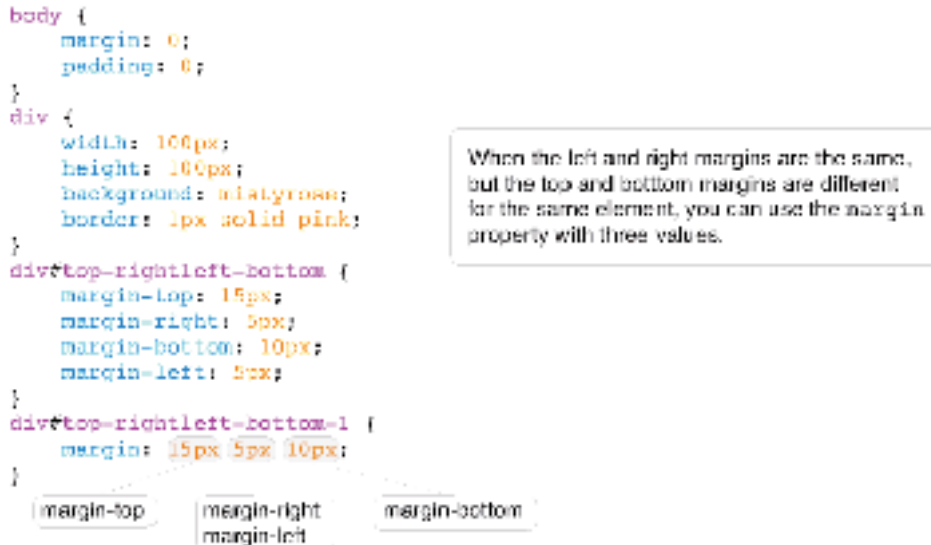 body {
margin: 0;
padding: 0;
}
div {
width: 100px;
height: 100px;
background: mistyrose;
border: 1px solid pink;
}
When the left and right margins are the same,
but the top and botttom margins are different
for the same element, you can use the margin
property with three values.
div#top-rightleft-bottom {
margin-top: 15px;
margin-right: 5px;
margin-bottom: 10px;
margin-left: 5px;
}
div#top-rightleft-bottom-1 {
margin: 15px 5px 10px;
}
margin-top
margin-right
margin-left
margin-bottom